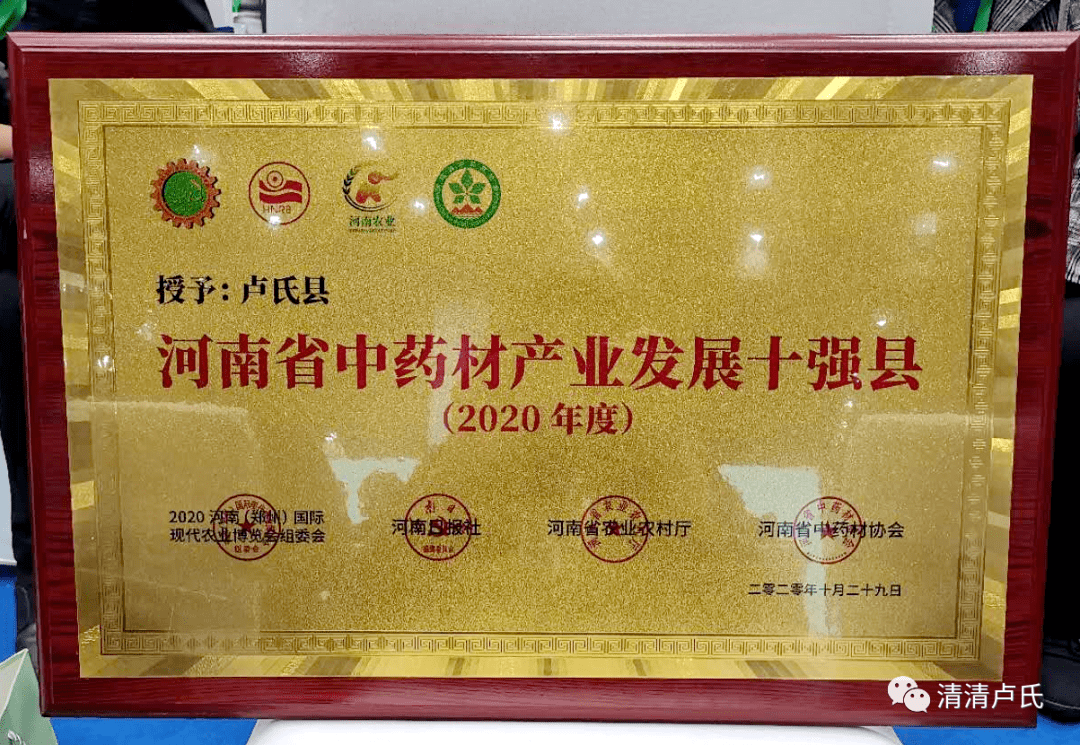 HNRB
河南农业
授予：卢氏县
河南省中药材产业发展十强县
（2020年度）
2020 河南（郑州）国际
现代农业博览会组委会
河南日报社
河南省农业农村厅
河南省中药材协会
二零二零年十月二十九日
清清卢氏